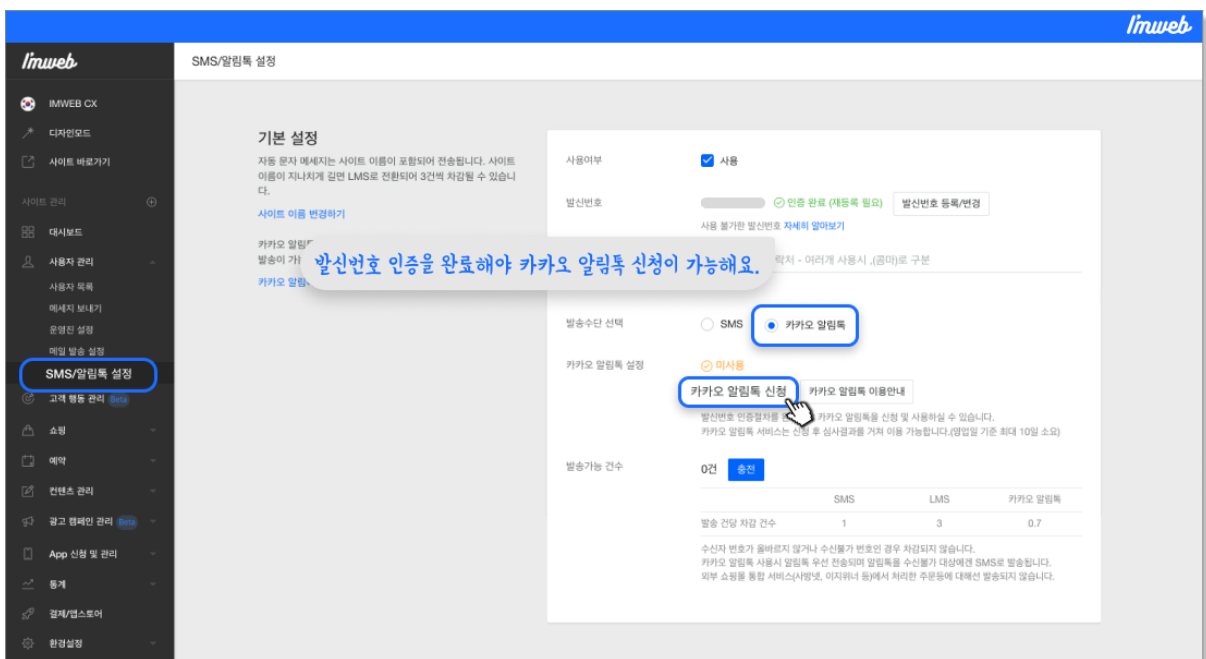 imweb
imweb
SMS/알림톡 설정
IMWEB CX
디자인모드
사이트 바로가기
사이트 관리
대시보드
사용자 관리
사용자 목록
메세지 보내기
운영진 설정
메일 발송 설정
SMS/알림톡 설정
고객 행동 관리 Beta
쇼핑
예약
컨텐츠 관리
광고 캠페인 관리 Beta
App 신청 및 관리
통계
결제/앱스토어
환경설정
기본 설정
자동 문자 메세지는 사이트 이름이 포함되어 전송됩니다. 사이트
이름이 지나치게 길면 LMS로 전환되어 3건씩 차감될 수 있습니
다.
사이트 이름 변경하기
카카오 알림
발송이 가
카카오 알림
발신번호 인증을 완료해야 카카오 알림톡 신청이 가능해요.
사용여부
사용
발신번호
인증 완료 (재등록 필요)
발신번호 등록/변경
사용 불가한 발신번호 자세히 알아보기
락처 - 여러개 사용시 ,(콤마)로 구분
발송수단 선택
SMS
카카오 알림톡
카카오 알림톡 설정
미사용
카카오 알림톡 신청
카카오 알림톡 이용안내
발신번호 인증절차를 카카오 알림톡을 신청 및 사용하실 수 있습니다.
카카오 알림톡 서비스는 신청 후 심사결과를 거쳐 이용 가능합니다.(영업일 기준 최대 10일 소요)
발송가능 건수
0건
충전
SMS LMS 카카오 알림톡
발송 건당 차감 건수 1 3 0.7
수신자 번호가 올바르지 않거나 수신불가 번호인 경우 차감되지 않습니다.
카카오 알림톡 사용시 알림톡 우선 전송되며 알림톡을 수신불가 대상에겐 SMS로 발송됩니다.
외부 쇼핑몰 통합 서비스(사방넷, 이지위너 등)에서 처리한 주문등에 대해선 발송되지 않습니다.